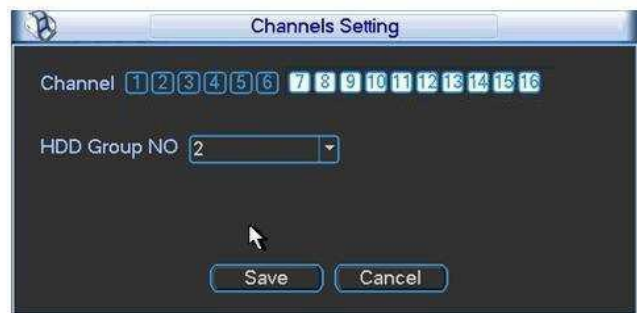 Channels Setting
Channel 1 2 3 4 5 6 7 8 9 10 11 12 13 14 15 16
HDD Group NO 2
Save Cancel